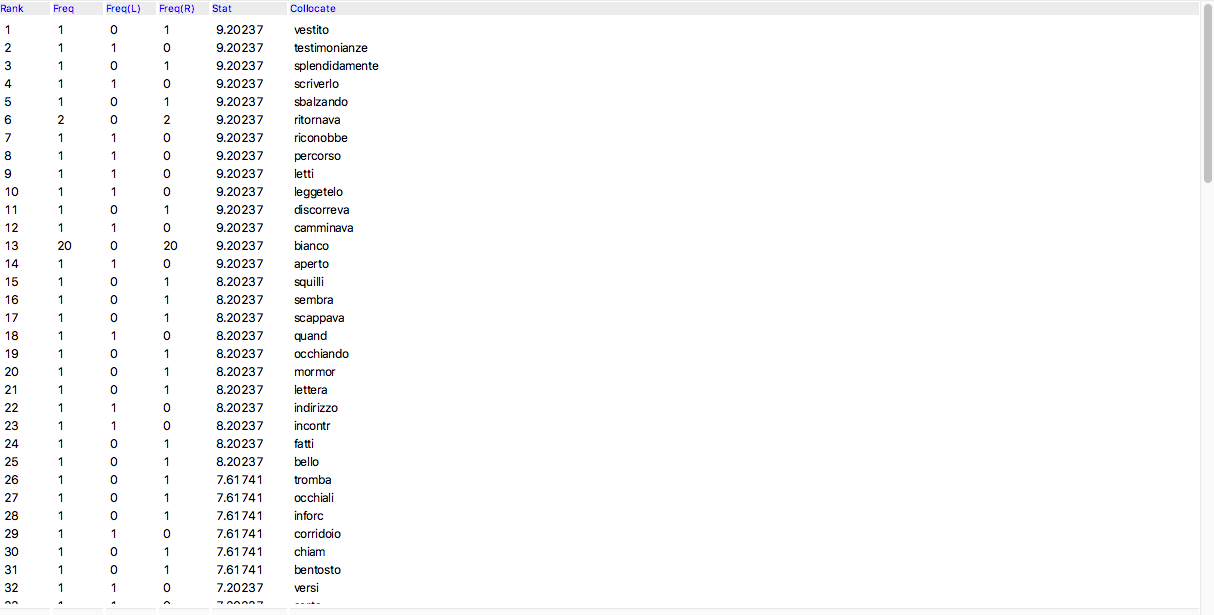 Rank Freq Freq(L) Freq(R) Stat Collocate
1 1 0 1 9.20237 vestito
2 1 1 0 9.20237 testimonianze
3 1 0 1 9.20237 splendidamente
4 1 1 0 9.20237 scriverlo
5 1 0 1 9.20237 sbalzando
6 2 0 2 9.20237 ritornava
7 1 1 0 9.20237 riconobbe
8 1 1 0 9.20237 percorso
9 1 1 0 9.20237 letti
10 1 1 0 9.20237 leggetelo
11 1 0 1 9.20237 discorreva
12 1 1 0 9.20237 camminava
13 20 0 20 9.20237 bianco
14 1 1 0 9.20237 aperto
15 1 0 1 8.20237 squilli
16 1 0 1 8.20237 sembra
17 1 0 1 8.20237 scappava
18 1 1 0 8.20237 quand
19 1 0 1 8.20237 occhiando
20 1 0 1 8.20237 mormor
21 1 0 1 8.20237 lettera
22 1 1 0 8.20237 indirizzo
23 1 1 0 8.20237 incontr
24 1 0 1 8.20237 fatti
25 1 0 1 8.20237 bello
26 1 0 1 7.61741 tromba
27 1 0 1 7.61741 occhiali
28 1 0 1 7.61741 inforc
29 1 1 0 7.61741 corridoio
30 1 0 1 7.61741 chiam
31 1 0 1 7.61741 bentosto
32 1 1 0 7.20237 versi